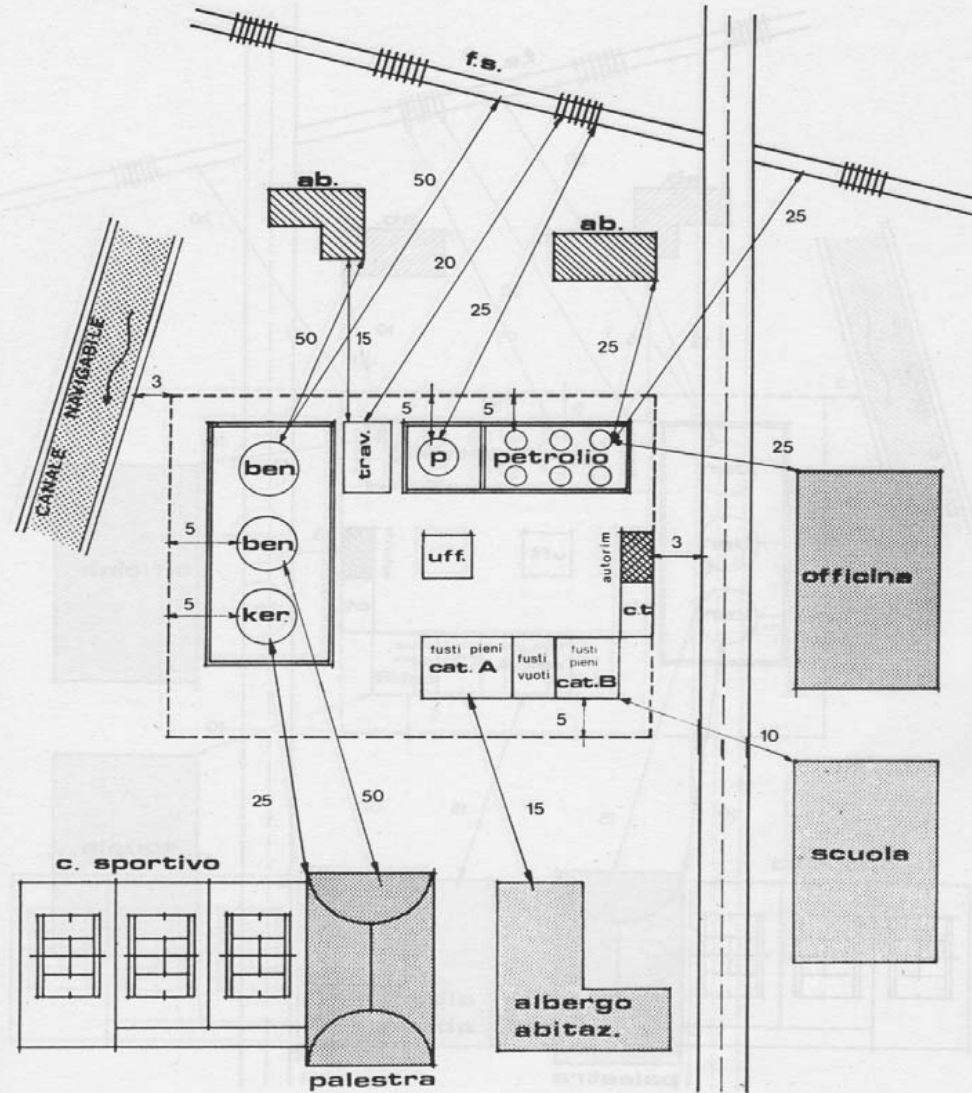 f.s.
50
ab.
ab.
25
20
25
50
15
25
CANALE NAVIGABILE
3
5
5
trav.
ben
p
petrolio
25
5
ben
uff.
autorim
3
officina
5
ker.
c.t
fusti pieni
cat. A
fusti
vuoti
fusti
pieni
cat.B
5
10
25
50
15
c. sportivo
scuola
albergo
abitaz.
palestra